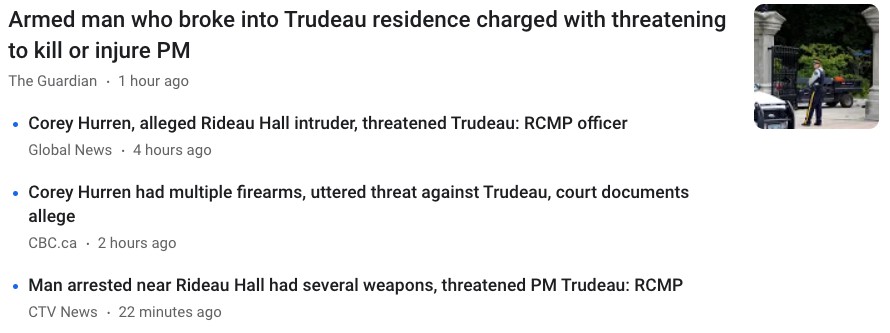 Armed man who broke into Trudeau residence charged with threatening
to kill or injure PM
The Guardian · 1 hour ago
Corey Hurren, alleged Rideau Hall intruder, threatened Trudeau: RCMP officer
Global News · 4 hours ago
Corey Hurren had multiple firearms, uttered threat against Trudeau, court documents
allege
CBC.ca · 2 hours ago
Man arrested near Rideau Hall had several weapons, threatened PM Trudeau: RCMP
CTV News · 22 minutes ago